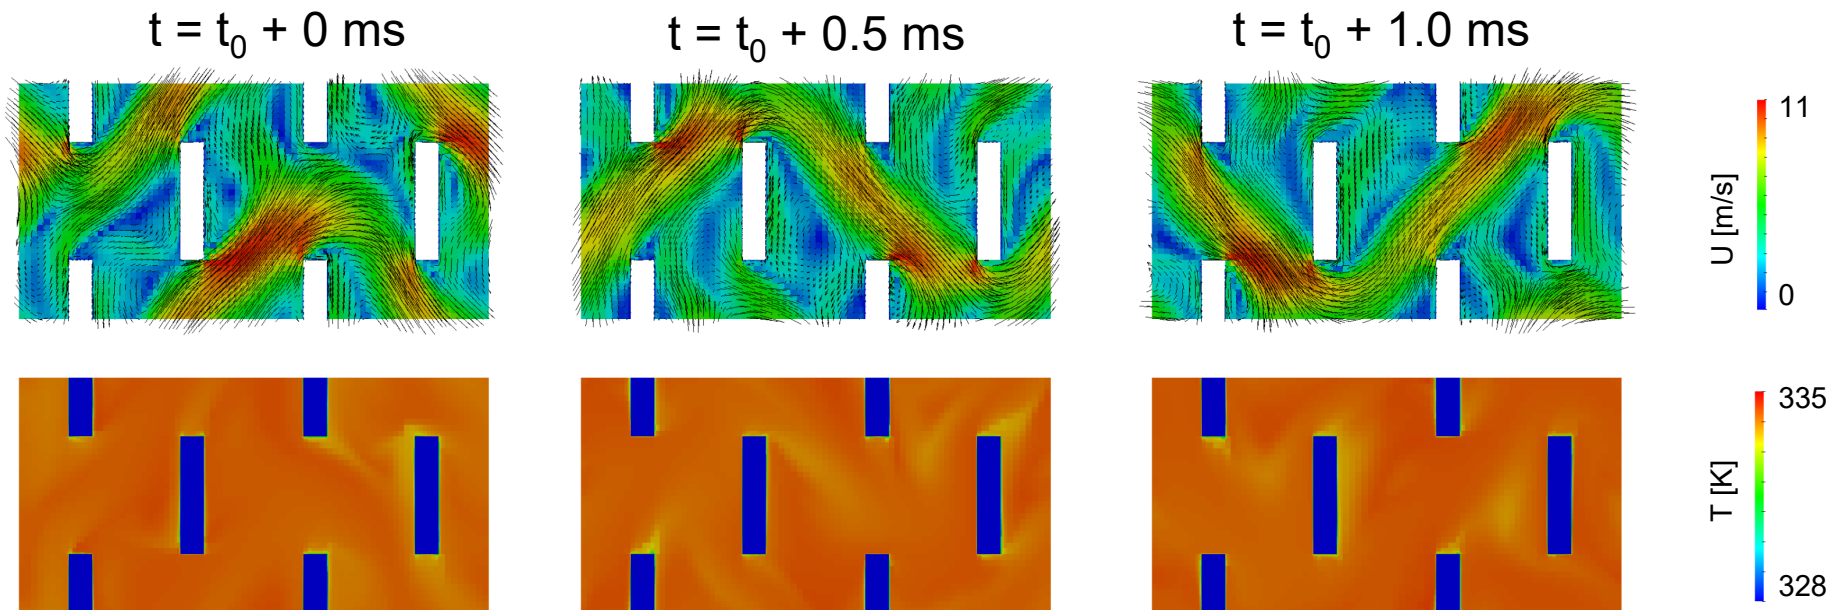 t = t₀ + 0 ms
t = t₀ + 0.5 ms
t = t₀ + 1.0 ms
11
U [m/s]
0
335
T [K]
328